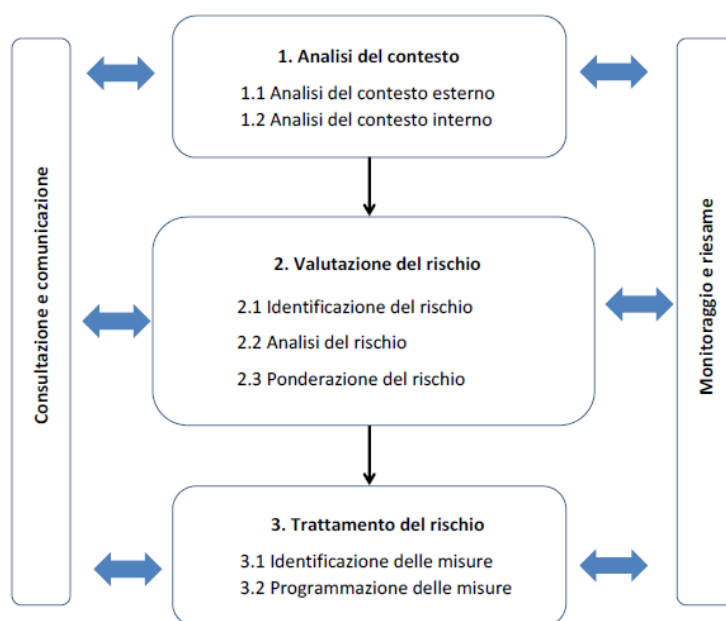 Consultazione e comunicazione
1. Analisi del contesto
1.1 Analisi del contesto esterno
1.2 Analisi del contesto interno
2. Valutazione del rischio
2.1 Identificazione del rischio
2.2 Analisi del rischio
2.3 Ponderazione del rischio
3. Trattamento del rischio
3.1 Identificazione delle misure
3.2 Programmazione delle misure
Monitoraggio e riesame